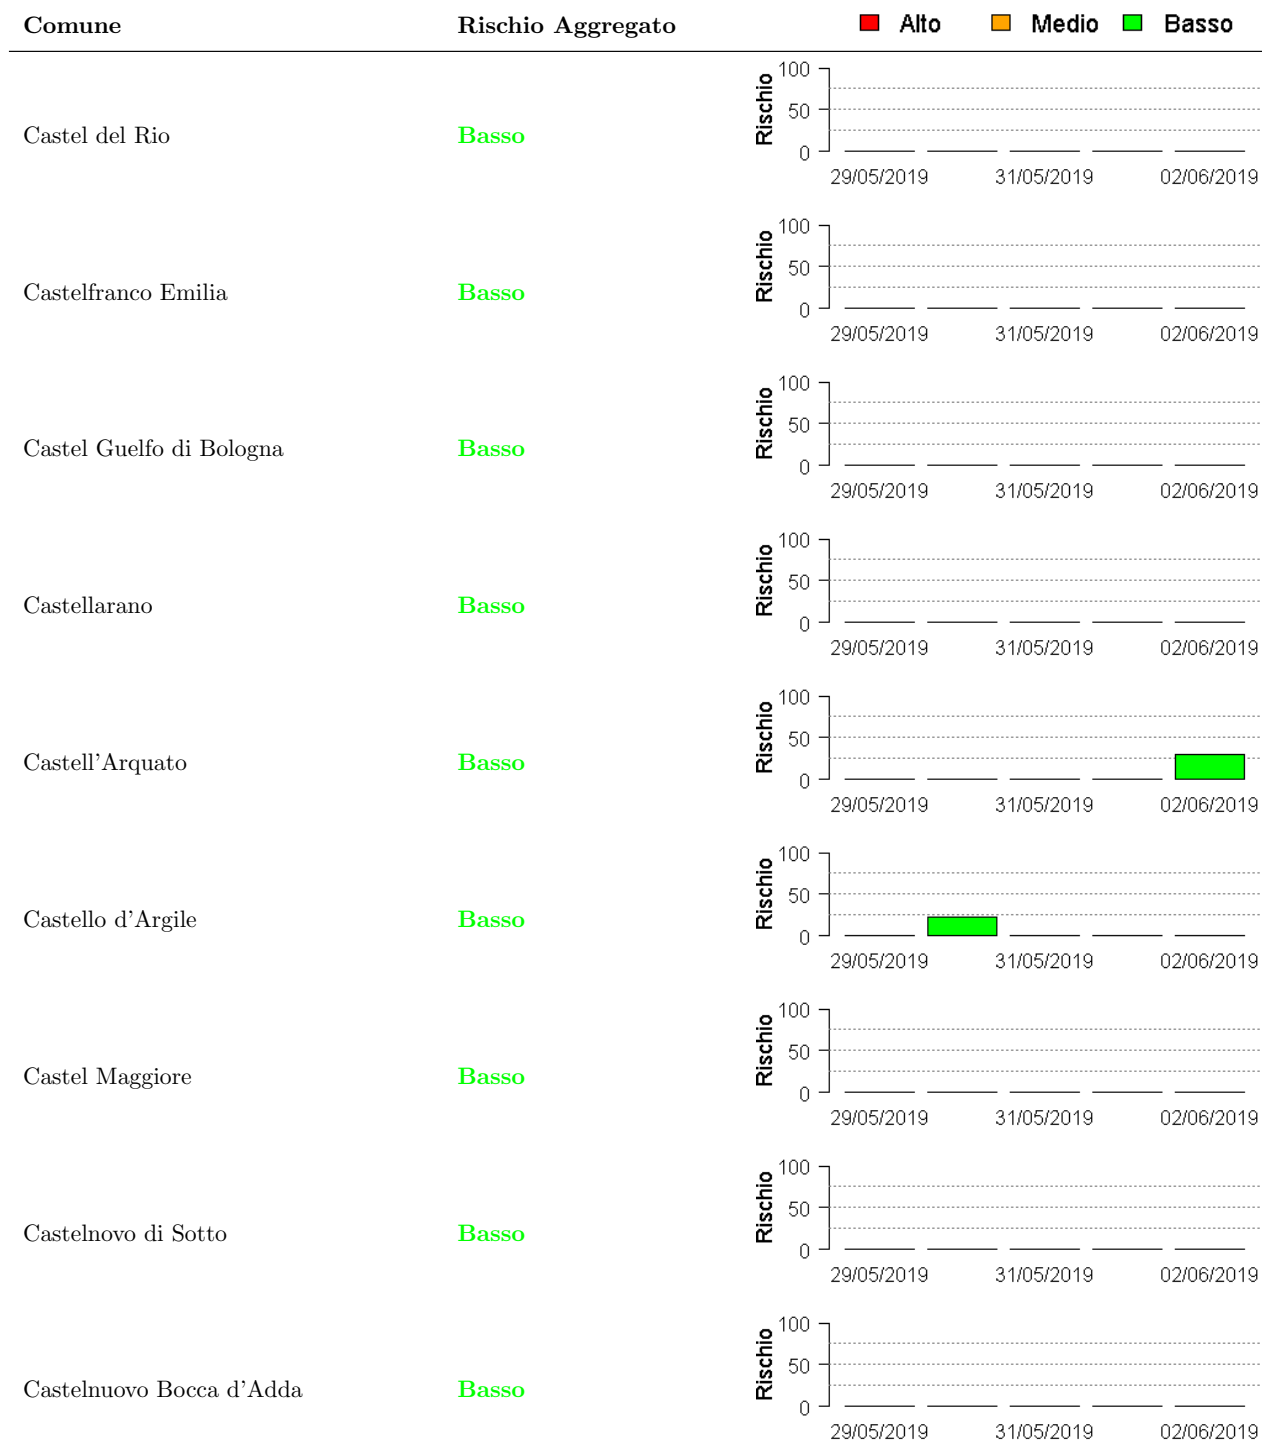 Comune Rischio Aggregato Alto Medio Basso
100
50
0
Rischio
Castel del Rio Basso
29/05/2019 31/05/2019 02/06/2019
100
50
0
Rischio
Castelfranco Emilia Basso
29/05/2019 31/05/2019 02/06/2019
100
50
0
Rischio
Castel Guelfo di Bologna Basso
29/05/2019 31/05/2019 02/06/2019
100
50
0
Rischio
Castellarano Basso
29/05/2019 31/05/2019 02/06/2019
100
50
0
Rischio
Castell'Arquato Basso
29/05/2019 31/05/2019 02/06/2019
100
50
0
Rischio
Castello d'Argile Basso
29/05/2019 31/05/2019 02/06/2019
100
50
0
Rischio
Castel Maggiore Basso
29/05/2019 31/05/2019 02/06/2019
100
50
0
Rischio
Castelnovo di Sotto Basso
29/05/2019 31/05/2019 02/06/2019
100
50
0
Rischio
Castelnuovo Bocca d'Adda Basso
29/05/2019 31/05/2019 02/06/2019